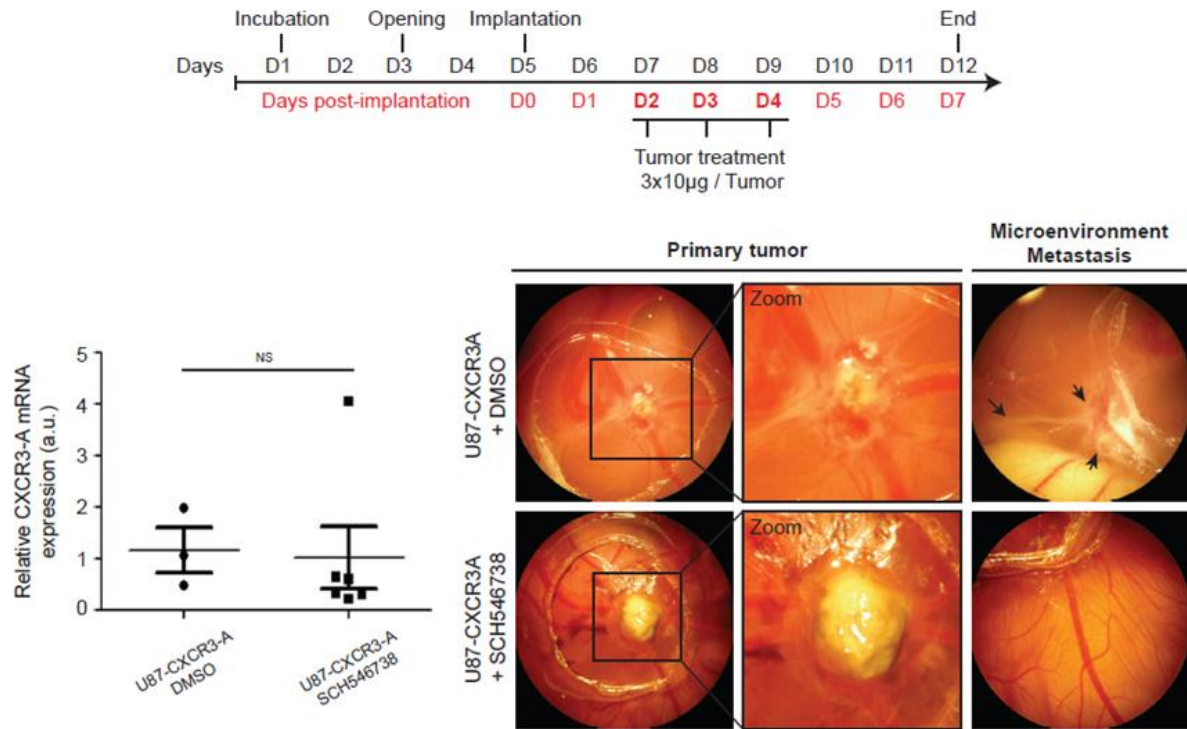 Incubation Opening Implantation End
Days D1 D2 D3 D4 D5 D6 D7 D8 D9 D10 D11 D12
Days post-implantation D0 D1 D2 D3 D4 D5 D6 D7
Tumor treatment
3x10µg / Tumor
Relative CXCR3-A mRNA
expression (a.u.)
5
4
3
2
1
0
NS
U87-CXCR3-A
DMSO
U87-CXCR3-A
SCH546738
Primary tumor
Microenvironment
Metastasis
U87-CXCR3A
+ DMSO
Zoom
U87-CXCR3A
+ SCH546738
Zoom